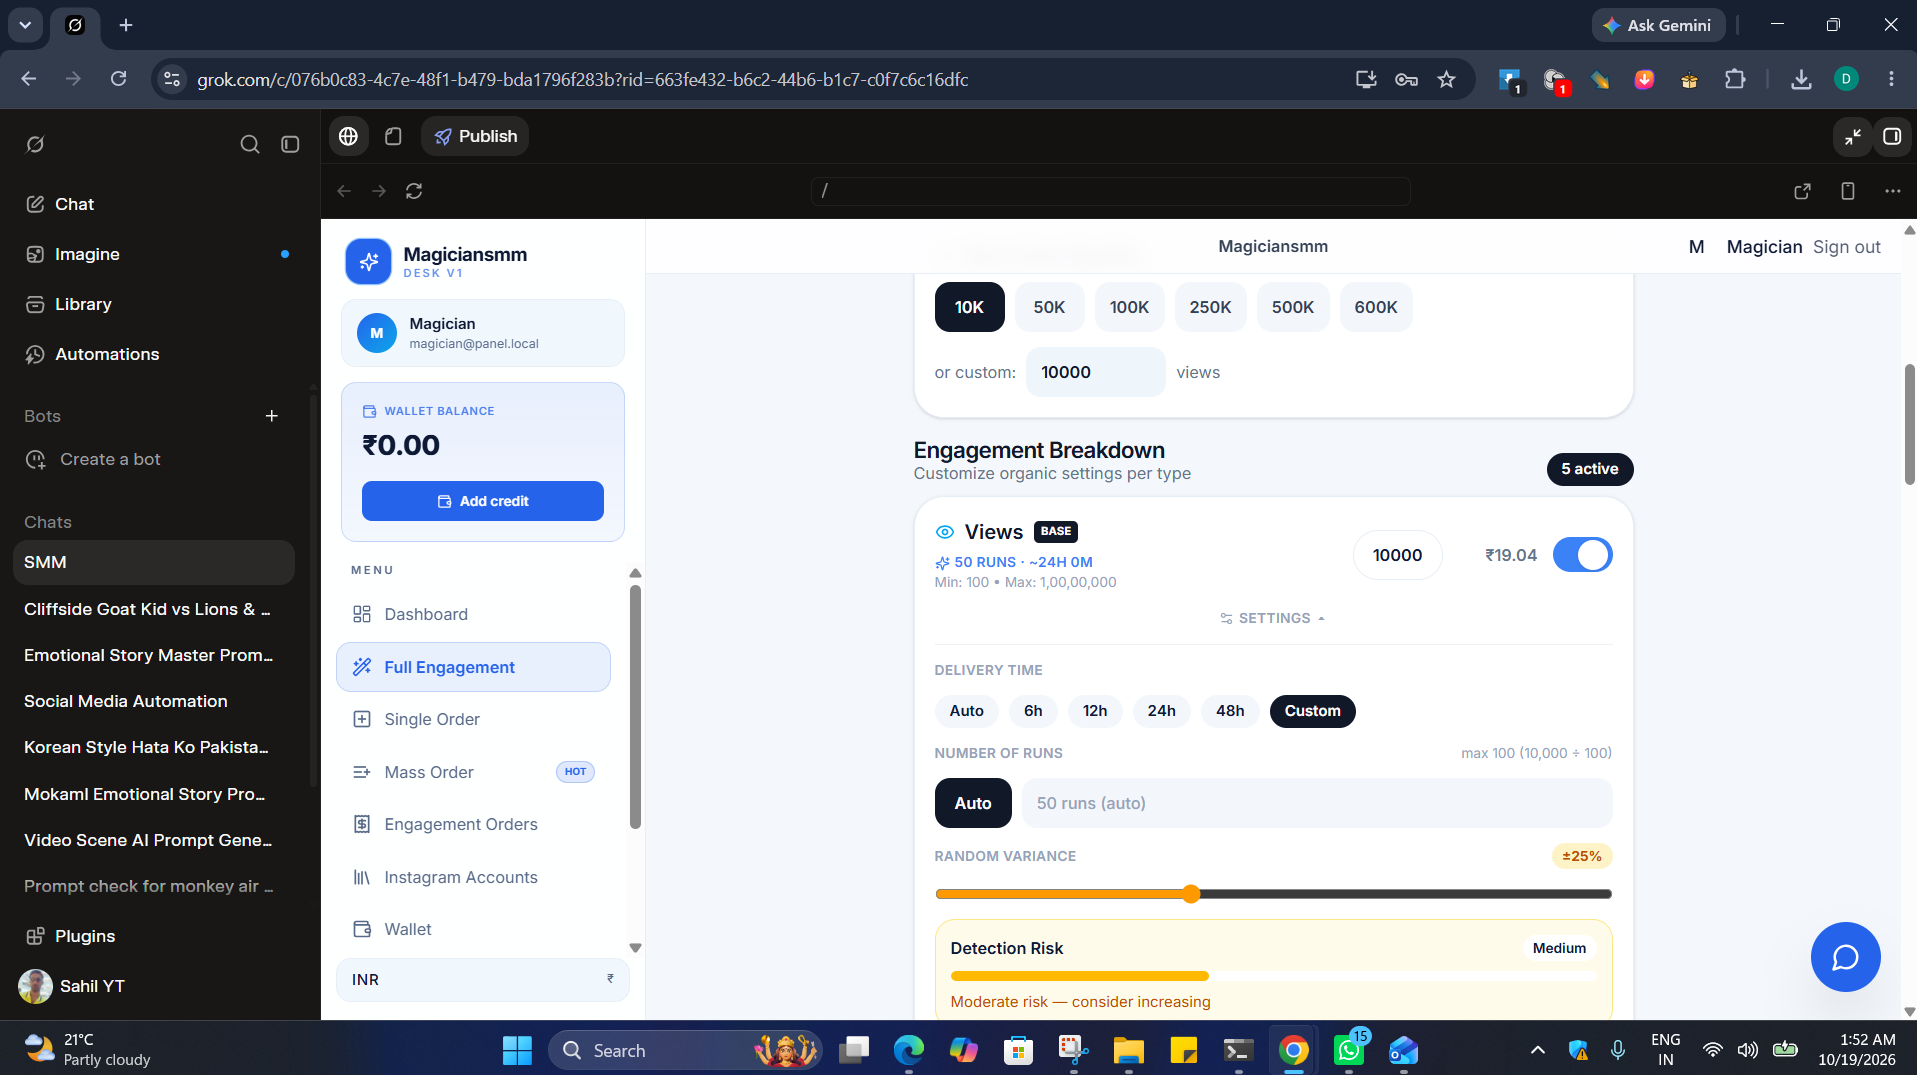 Ask Gemini
grok.com/c/076b0c83-4c7e-48f1-b479-bda1796f283b?rid=663fe432-b6c2-44b6-b1c7-c0f7c6c16dfc
1
1
D
Chat
Imagine
Library
Automations
Bots
Create a bot
Chats
SMM
Cliffside Goat Kid vs Lions & ...
Emotional Story Master Prom...
Social Media Automation
Korean Style Hata Ko Pakista...
MokamI Emotional Story Pro...
Video Scene AI Prompt Gene...
Prompt check for monkey air ...
Plugins
Sahil YT
Publish
/
Magiciansmm
DESK V1
M
Magician
magician@panel.local
WALLET BALANCE
₹0.00
Add credit
MENU
Dashboard
Full Engagement
Single Order
Mass Order HOT
Engagement Orders
Instagram Accounts
Wallet
INR ₹
Magiciansmm
M Magician Sign out
10K 50K 100K 250K 500K 600K
or custom: 10000 views
Engagement Breakdown
Customize organic settings per type
5 active
Views BASE
50 RUNS · ~24H 0M
Min: 100 • Max: 1,00,00,000
10000 ₹19.04
SETTINGS
DELIVERY TIME
Auto 6h 12h 24h 48h Custom
NUMBER OF RUNS max 100 (10,000 ÷ 100)
Auto 50 runs (auto)
RANDOM VARIANCE ±25%
Detection Risk Medium
Moderate risk — consider increasing
21°C
Partly cloudy
Search
15
ENG
IN
1:52 AM
10/19/2026